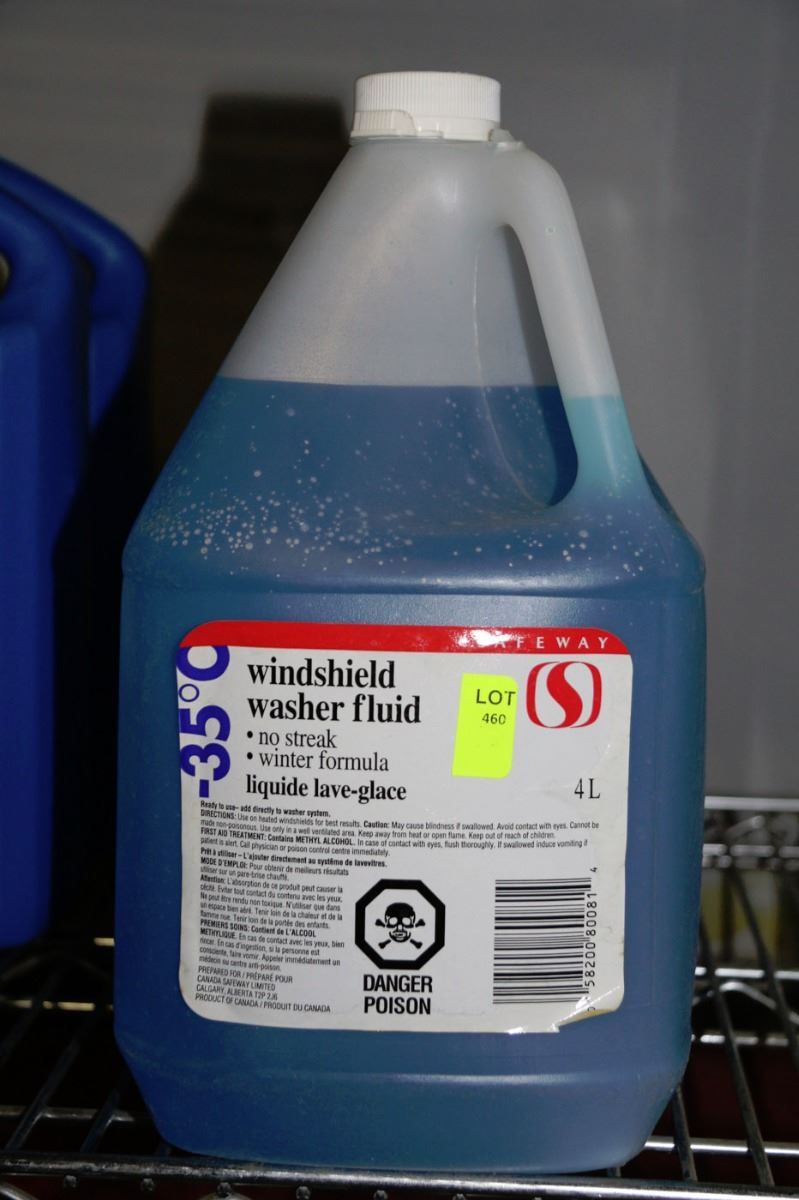 SAFEWAY
-35°C
windshield
washer fluid
• no streak
• winter formula
liquide lave-glace
LOT
460
4 L
Ready to use– add directly to washer system.
DIRECTIONS: Use on heated windshields for best results. Caution: May cause blindness if swallowed. Avoid contact with eyes. Cannot be
made non-poisonous. Use only in a well ventilated area. Keep away from heat or open flame. Keep out of reach of children.
FIRST AID TREATMENT: Contains METHYL ALCOHOL. In case of contact with eyes, flush thoroughly. If swallowed induce vomiting if
patient is alert. Call physician or poison control centre immediately.
Prêt à utiliser – L'ajouter directement au système de lavevitres.
MODE D'EMPLOI: Pour obtenir de meilleurs résultats
utiliser sur un pare-brise chauffé.
Attention: L'absorption de ce produit peut causer la
cécité. Eviter tout contact du contenu avec les yeux.
Ne peut être rendu non toxique. N'utiliser que dans
un espace bien aéré. Tenir loin de la chaleur et de la
flamme nue. Tenir loin de la portée des enfants.
PREMIERS SOINS: Contient de L'ALCOOL
METHYLIQUE. En cas de contact avec les yeux, bien
rincer. En cas d'ingestion, si la personne est
consciente, faire vomir. Appeler immédiatement un
médecin ou centre anti-poison.
PREPARED FOR / PRÉPARÉ POUR
CANADA SAFEWAY LIMITED
CALGARY, ALBERTA T2P 2J6
PRODUCT OF CANADA / PRODUIT DU CANADA
DANGER
POISON
0 58200 80081 4